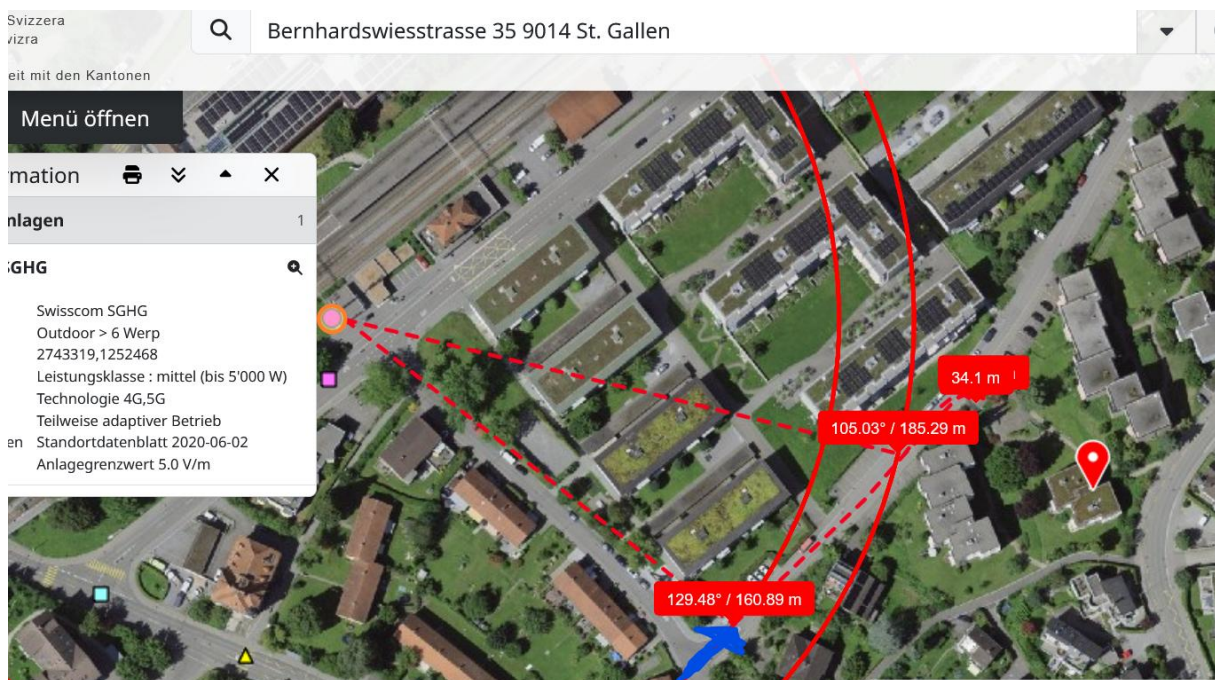 Svizzera
vizra
Bernhardswiesstrasse 35 9014 St. Gallen
eit mit den Kantonen
Menü öffnen
rmation
nlagen 1
SGHG
Swisscom SGHG
Outdoor > 6 Werp
2743319,1252468
Leistungsklasse : mittel (bis 5'000 W)
Technologie 4G,5G
Teilweise adaptiver Betrieb
en Standortdatenblatt 2020-06-02
Anlagegrenzwert 5.0 V/m
34.1 m
105.03° / 185.29 m
129.48° / 160.89 m